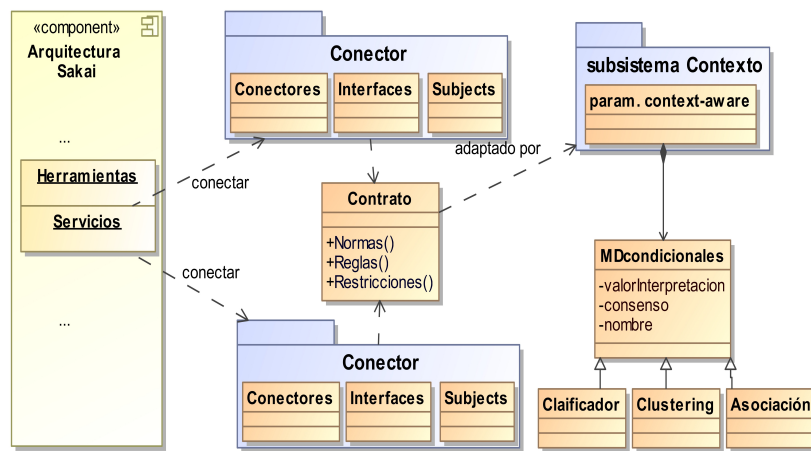 «component»
Arquitectura
Sakai
...
Herramientas
Servicios
...
conectar
conectar
Conector
Conectores
Interfaces
Subjects
Contrato
+Normas()
+Reglas()
+Restricciones()
adaptado por
Conector
Conectores
Interfaces
Subjects
subsistema Contexto
param. context-aware
MDcondicionales
-valorInterpretacion
-consenso
-nombre
Claificador
Clustering
Asociación